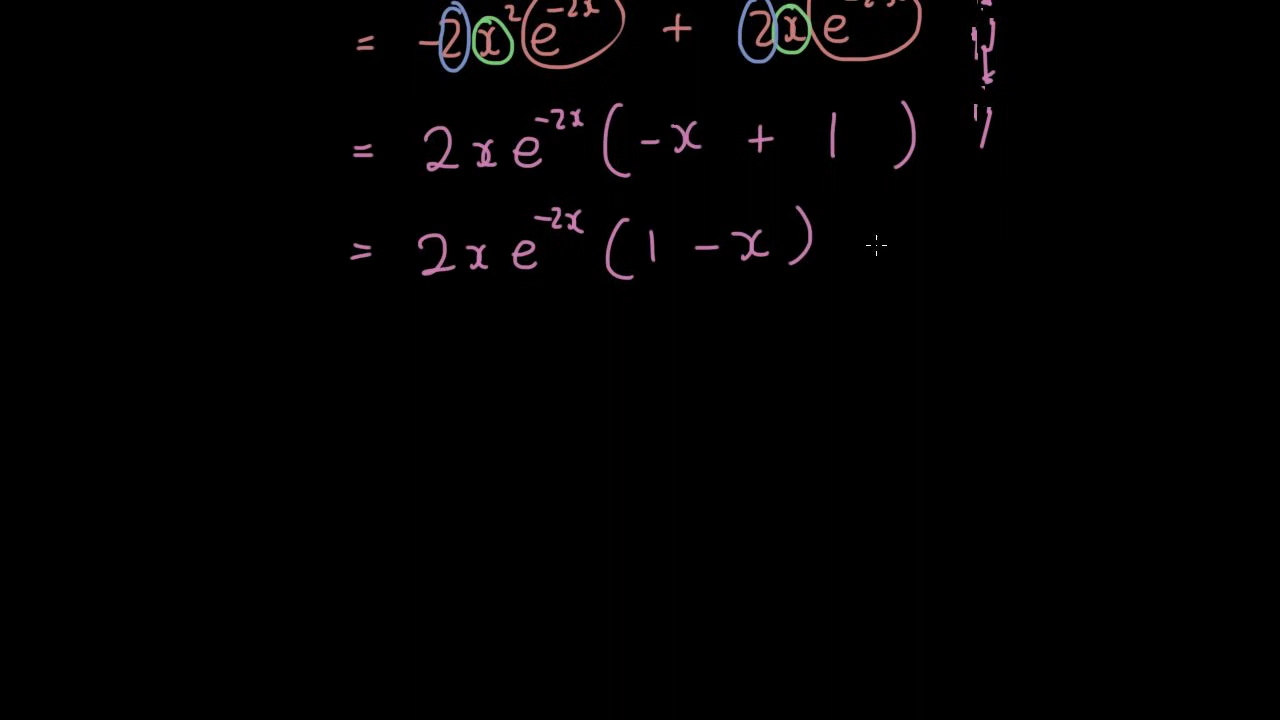 = -2x²e⁻²ˣ + 2xe⁻²ˣ
= 2xe⁻²ˣ(-x + 1)
= 2xe⁻²ˣ(1 - x)